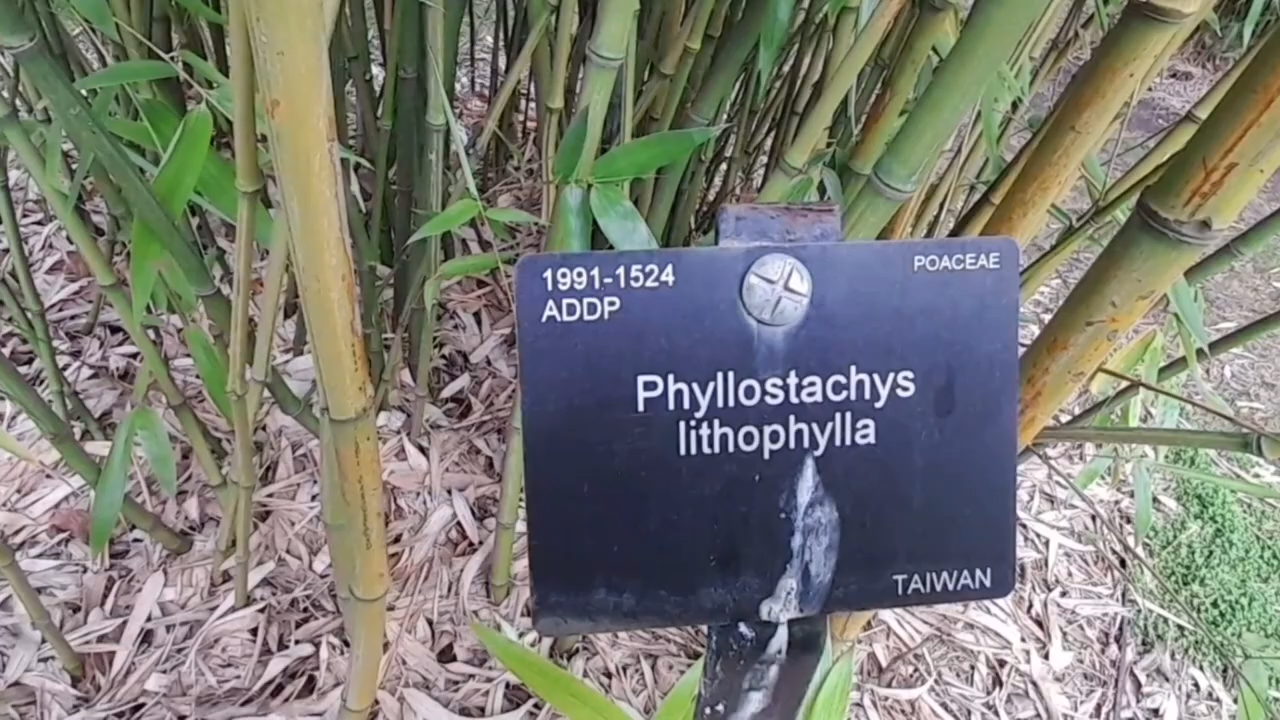 1991-1524
ADDP
POACEAE
Phyllostachys
lithophylla
TAIWAN